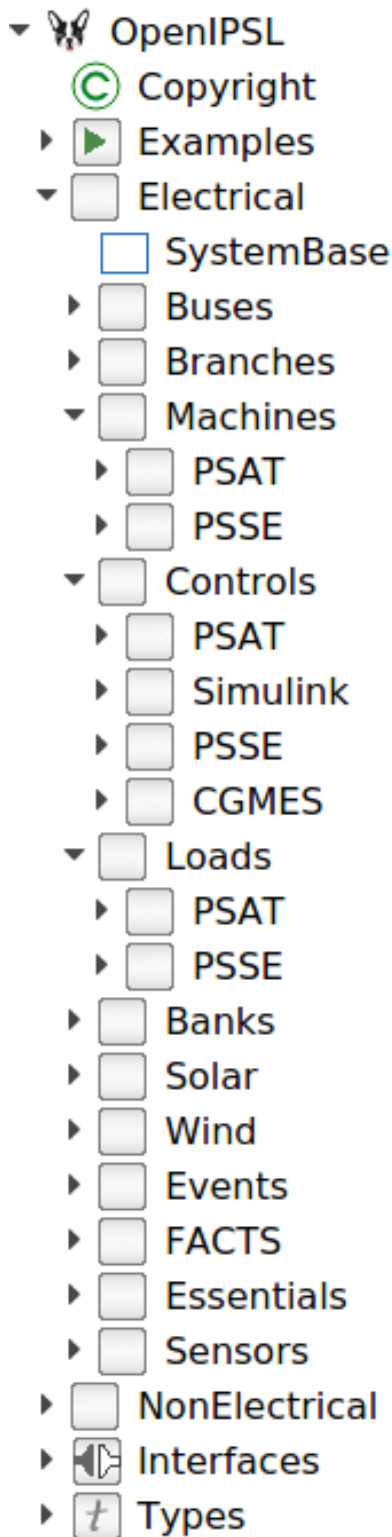 OpenIPSL
© Copyright
Examples
Electrical
SystemBase
Buses
Branches
Machines
PSAT
PSSE
Controls
PSAT
Simulink
PSSE
CGMES
Loads
PSAT
PSSE
Banks
Solar
Wind
Events
FACTS
Essentials
Sensors
NonElectrical
Interfaces
t Types